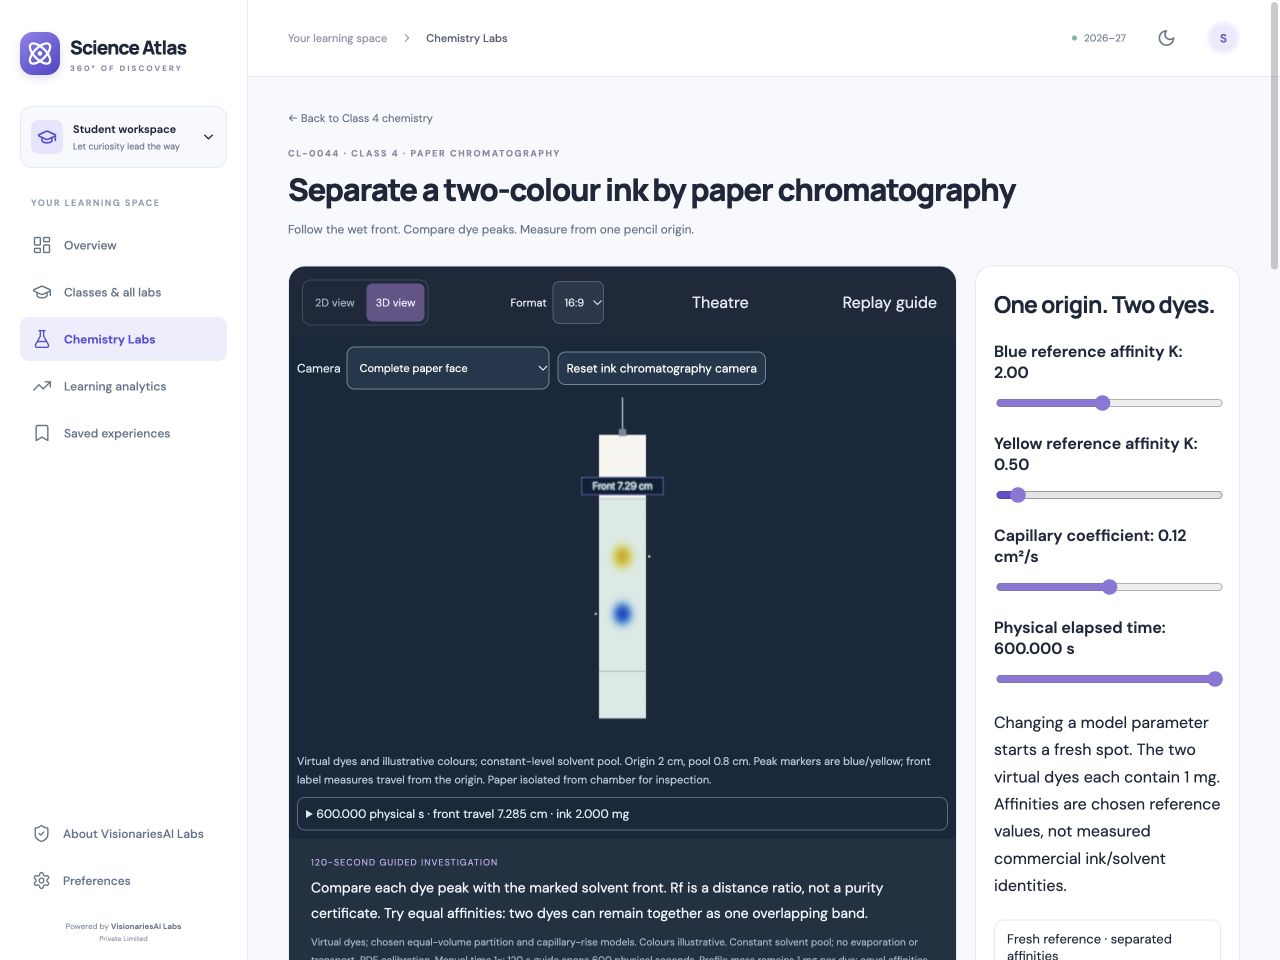 Science Atlas
360° OF DISCOVERY
Student workspace
Let curiosity lead the way
YOUR LEARNING SPACE
Overview
Classes & all labs
Chemistry Labs
Learning analytics
Saved experiences
About VisionariesAI Labs
Preferences
Powered by VisionariesAI Labs
Private Limited
Your learning space
Chemistry Labs
2026–27
S
← Back to Class 4 chemistry
CL-0044 · CLASS 4 · PAPER CHROMATOGRAPHY
Separate a two-colour ink by paper chromatography
Follow the wet front. Compare dye peaks. Measure from one pencil origin.
2D view
3D view
Format
16:9
Theatre
Replay guide
Camera
Complete paper face
Reset ink chromatography camera
Front 7.29 cm
Virtual dyes and illustrative colours; constant-level solvent pool. Origin 2 cm, pool 0.8 cm. Peak markers are blue/yellow; front
label measures travel from the origin. Paper isolated from chamber for inspection.
600.000 physical s · front travel 7.285 cm · ink 2.000 mg
120-SECOND GUIDED INVESTIGATION
Compare each dye peak with the marked solvent front. Rf is a distance ratio, not a purity
certificate. Try equal affinities: two dyes can remain together as one overlapping band.
Virtual dyes; chosen equal-volume partition and capillary-rise models. Colours illustrative. Constant solvent pool; no evaporation or
One origin. Two dyes.
Blue reference affinity K:
2.00
Yellow reference affinity K:
0.50
Capillary coefficient: 0.12
cm²/s
Physical elapsed time:
600.000 s
Changing a model parameter
starts a fresh spot. The two
virtual dyes each contain 1 mg.
Affinities are chosen reference
values, not measured
commercial ink/solvent
identities.
Fresh reference · separated
affinities